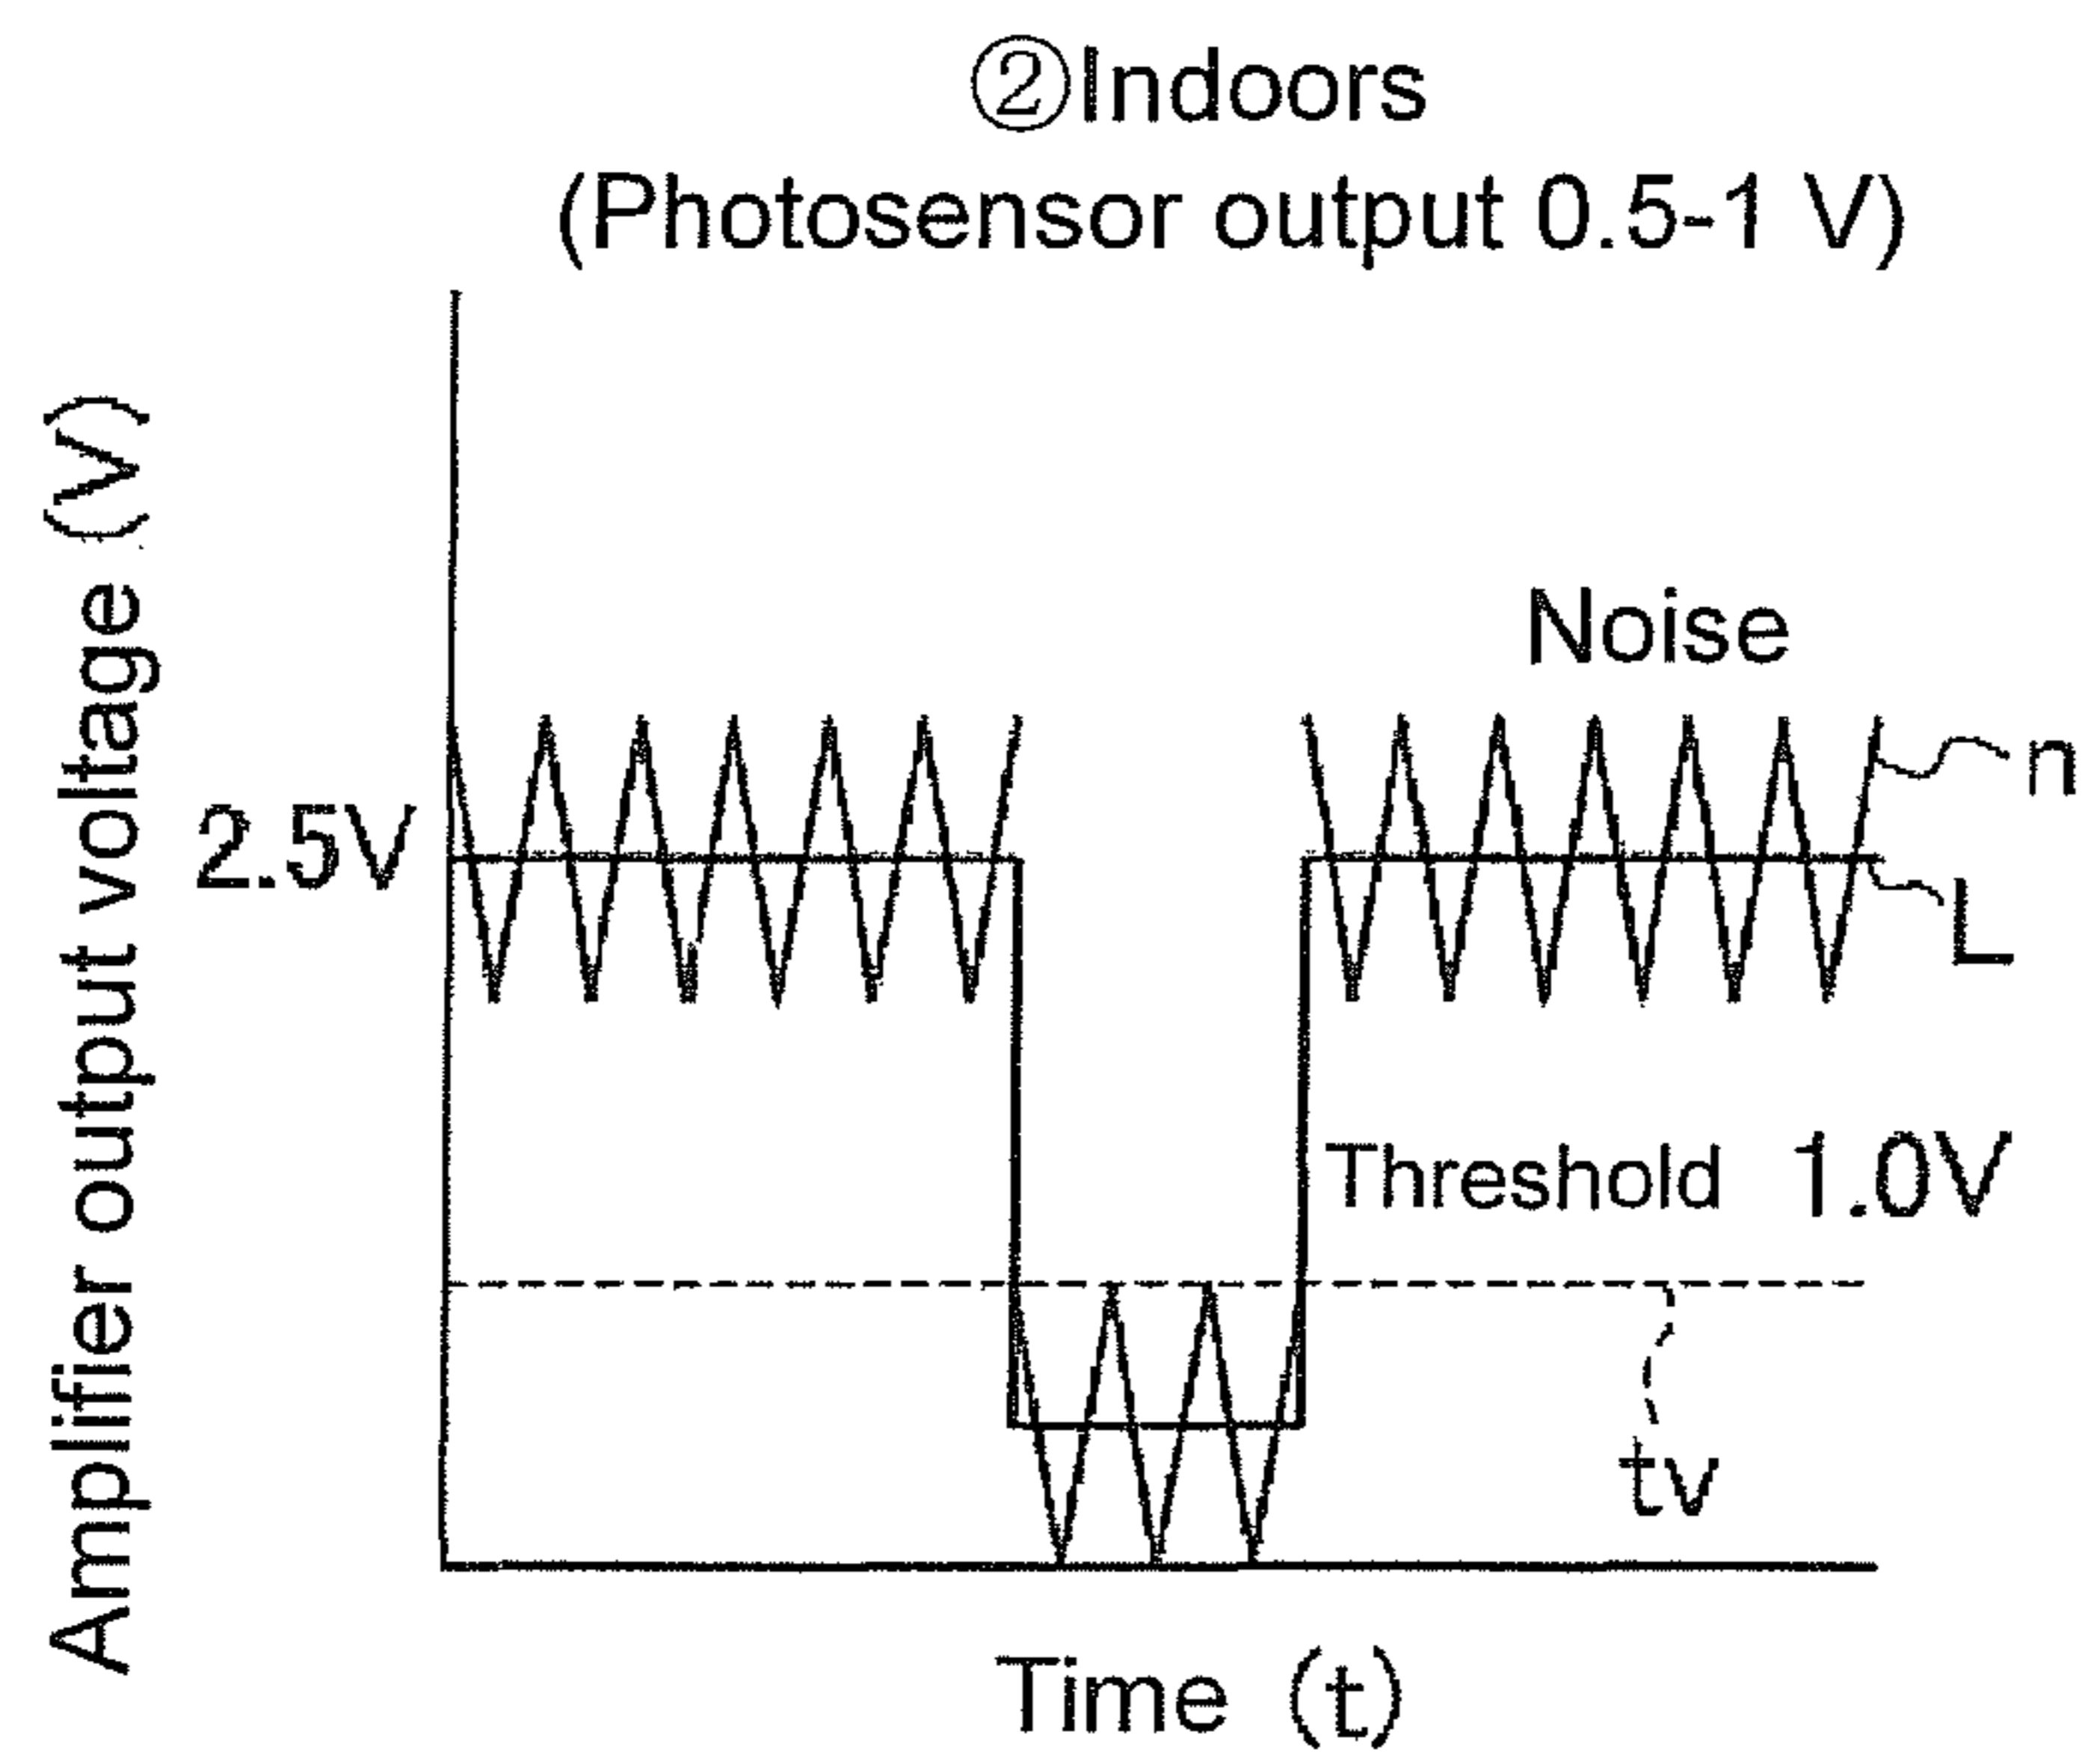 ②Indoors
(Photosensor output 0.5-1 V)
Amplifier output voltage (V)
Noise
n
2.5V
L
Threshold 1.0V
tv
Time (t)